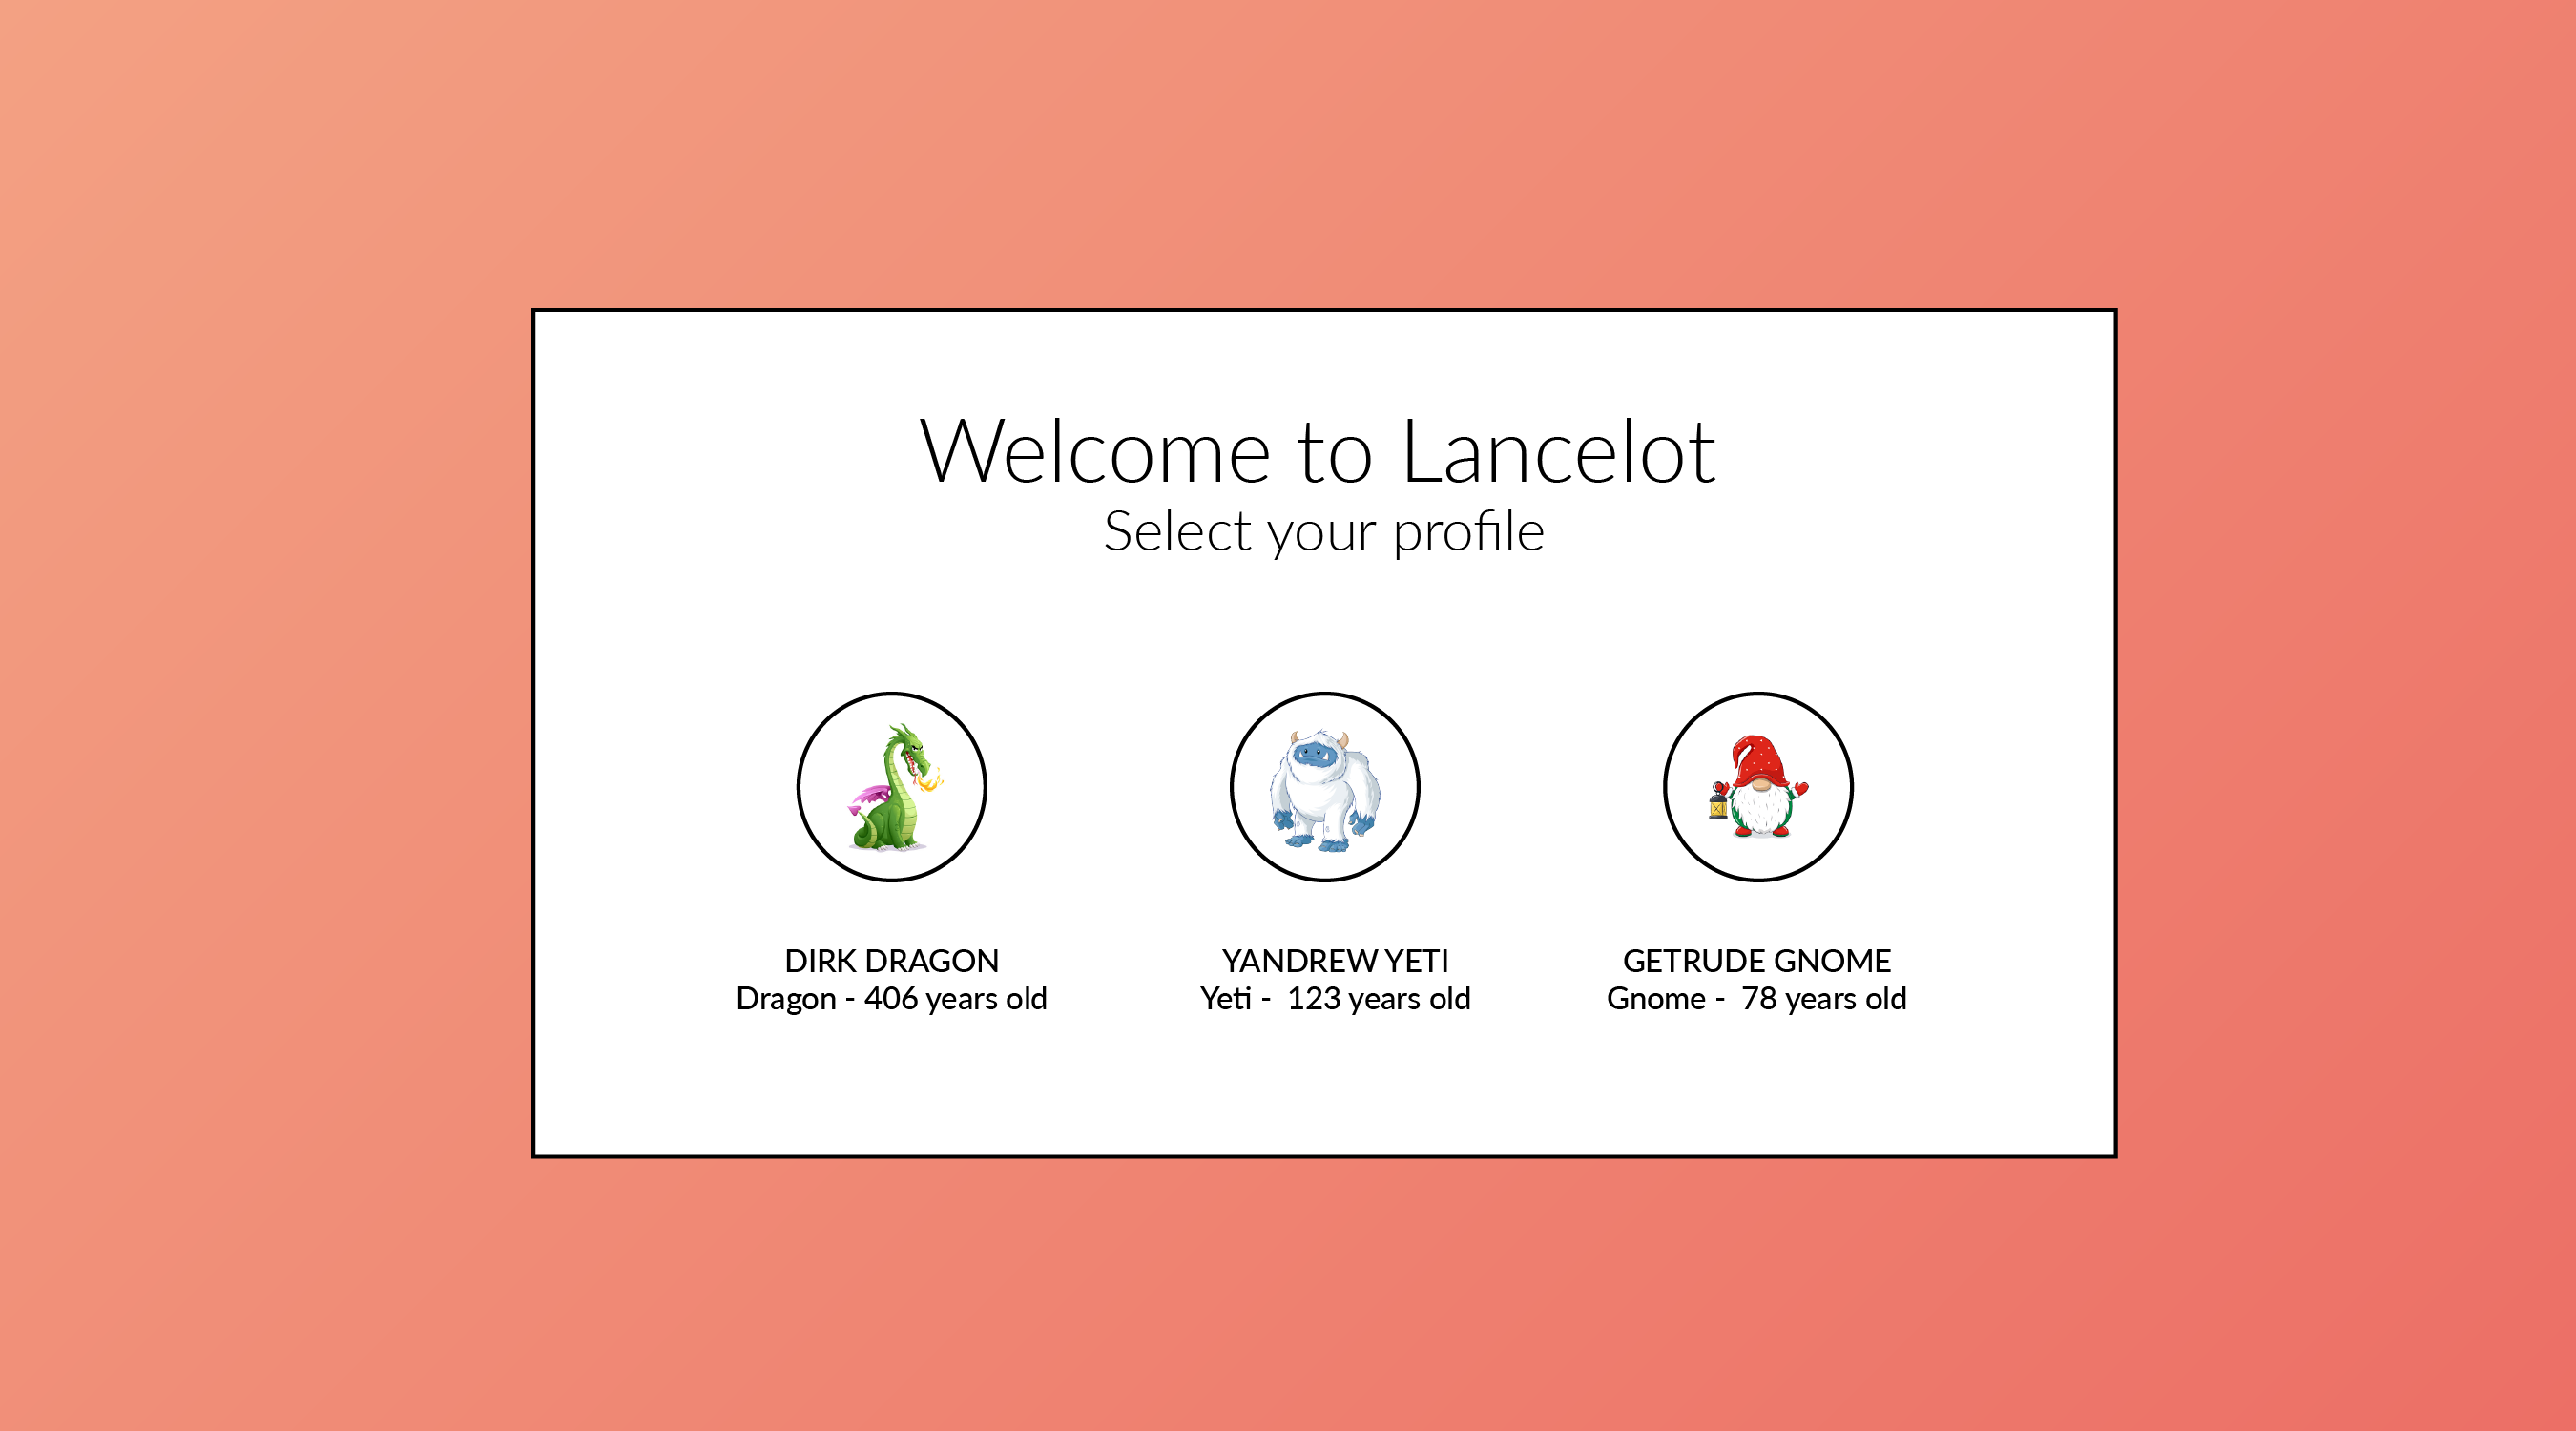 Welcome to Lancelot
Select your profile
DIRK DRAGON
Dragon - 406 years old
YANDREW YETI
Yeti -  123 years old
GETRUDE GNOME
Gnome -  78 years old